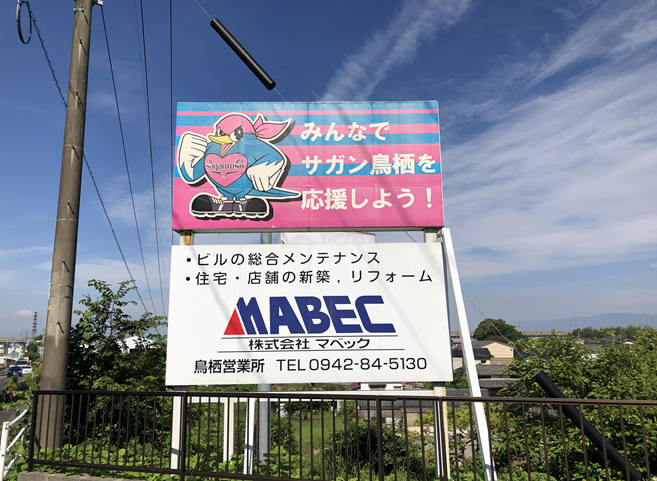 みんなで
サガン鳥栖を
応援しよう！
sagantosu
・ビルの総合メンテナンス
・住宅・店舗の新築，リフォーム
MABEC
株式会社 マベック
鳥栖営業所 TEL 0942-84-5130